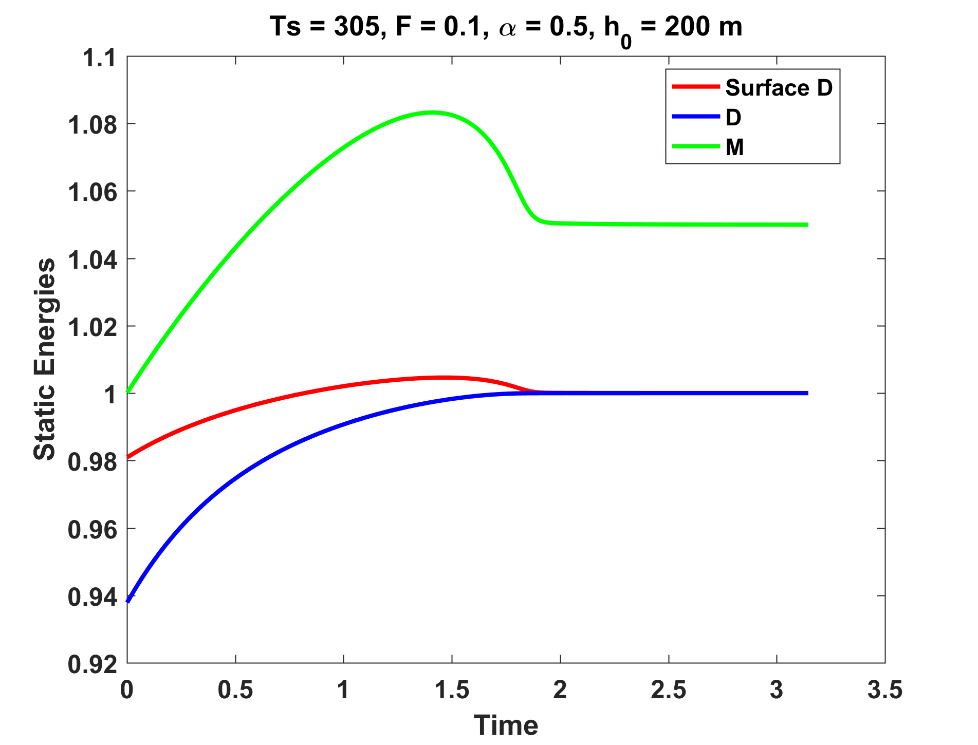 Ts = 305, F = 0.1, α = 0.5, h₀ = 200 m
Surface D
D
M
Static Energies
1.1
1.08
1.06
1.04
1.02
1
0.98
0.96
0.94
0.92
0 0.5 1 1.5 2 2.5 3 3.5
Time